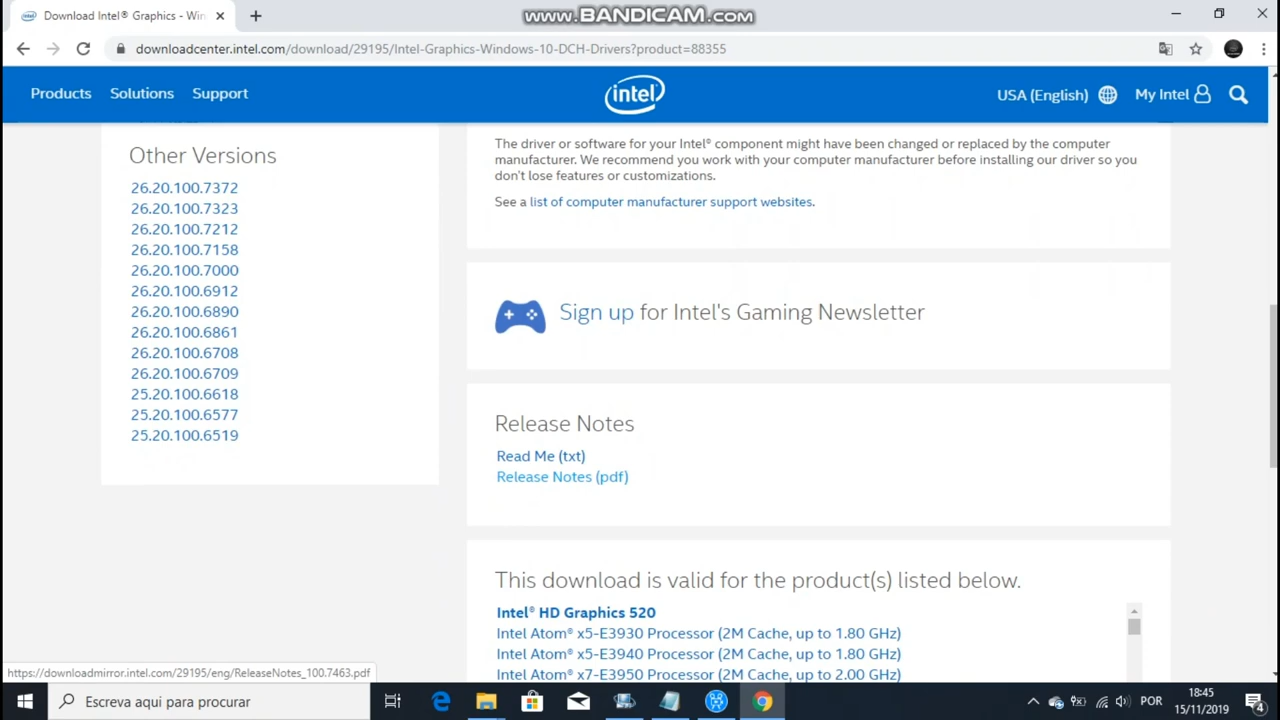 Download Intel® Graphics - Win
www.BANDICAM.com
downloadcenter.intel.com/download/29195/Intel-Graphics-Windows-10-DCH-Drivers?product=88355
Products Solutions Support
intel
USA (English)
My Intel
Other Versions
26.20.100.7372
26.20.100.7323
26.20.100.7212
26.20.100.7158
26.20.100.7000
26.20.100.6912
26.20.100.6890
26.20.100.6861
26.20.100.6708
26.20.100.6709
25.20.100.6618
25.20.100.6577
25.20.100.6519
The driver or software for your Intel® component might have been changed or replaced by the computer
manufacturer. We recommend you work with your computer manufacturer before installing our driver so you
don't lose features or customizations.
See a list of computer manufacturer support websites.
Sign up for Intel's Gaming Newsletter
Release Notes
Read Me (txt)
Release Notes (pdf)
This download is valid for the product(s) listed below.
Intel® HD Graphics 520
Intel Atom® x5-E3930 Processor (2M Cache, up to 1.80 GHz)
Intel Atom® x5-E3940 Processor (2M Cache, up to 1.80 GHz)
Intel Atom® x7-E3950 Processor (2M Cache, up to 2.00 GHz)
https://downloadmirror.intel.com/29195/eng/ReleaseNotes_100.7463.pdf
Escreva aqui para procurar
POR
18:45
15/11/2019
4